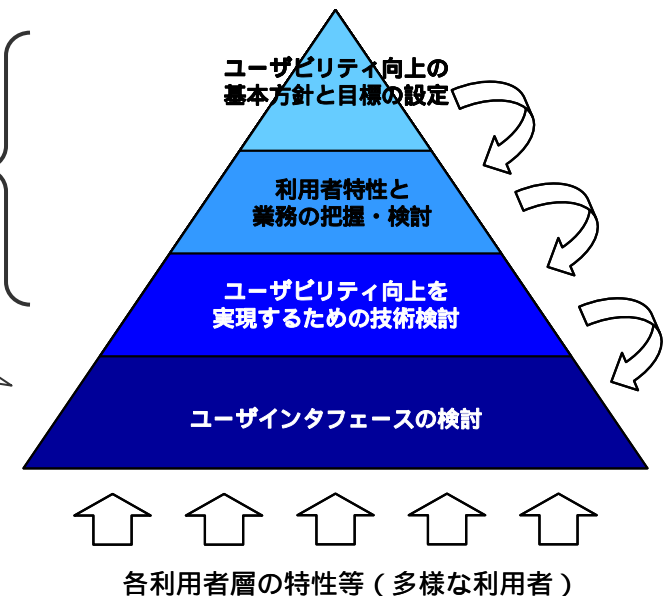 ユーザビリティ向上の
基本方針と目標の設定
利用者特性と
業務の把握・検討
ユーザビリティ向上を
実現するための技術検討
ユーザインタフェースの検討
各利用者層の特性等（多様な利用者）